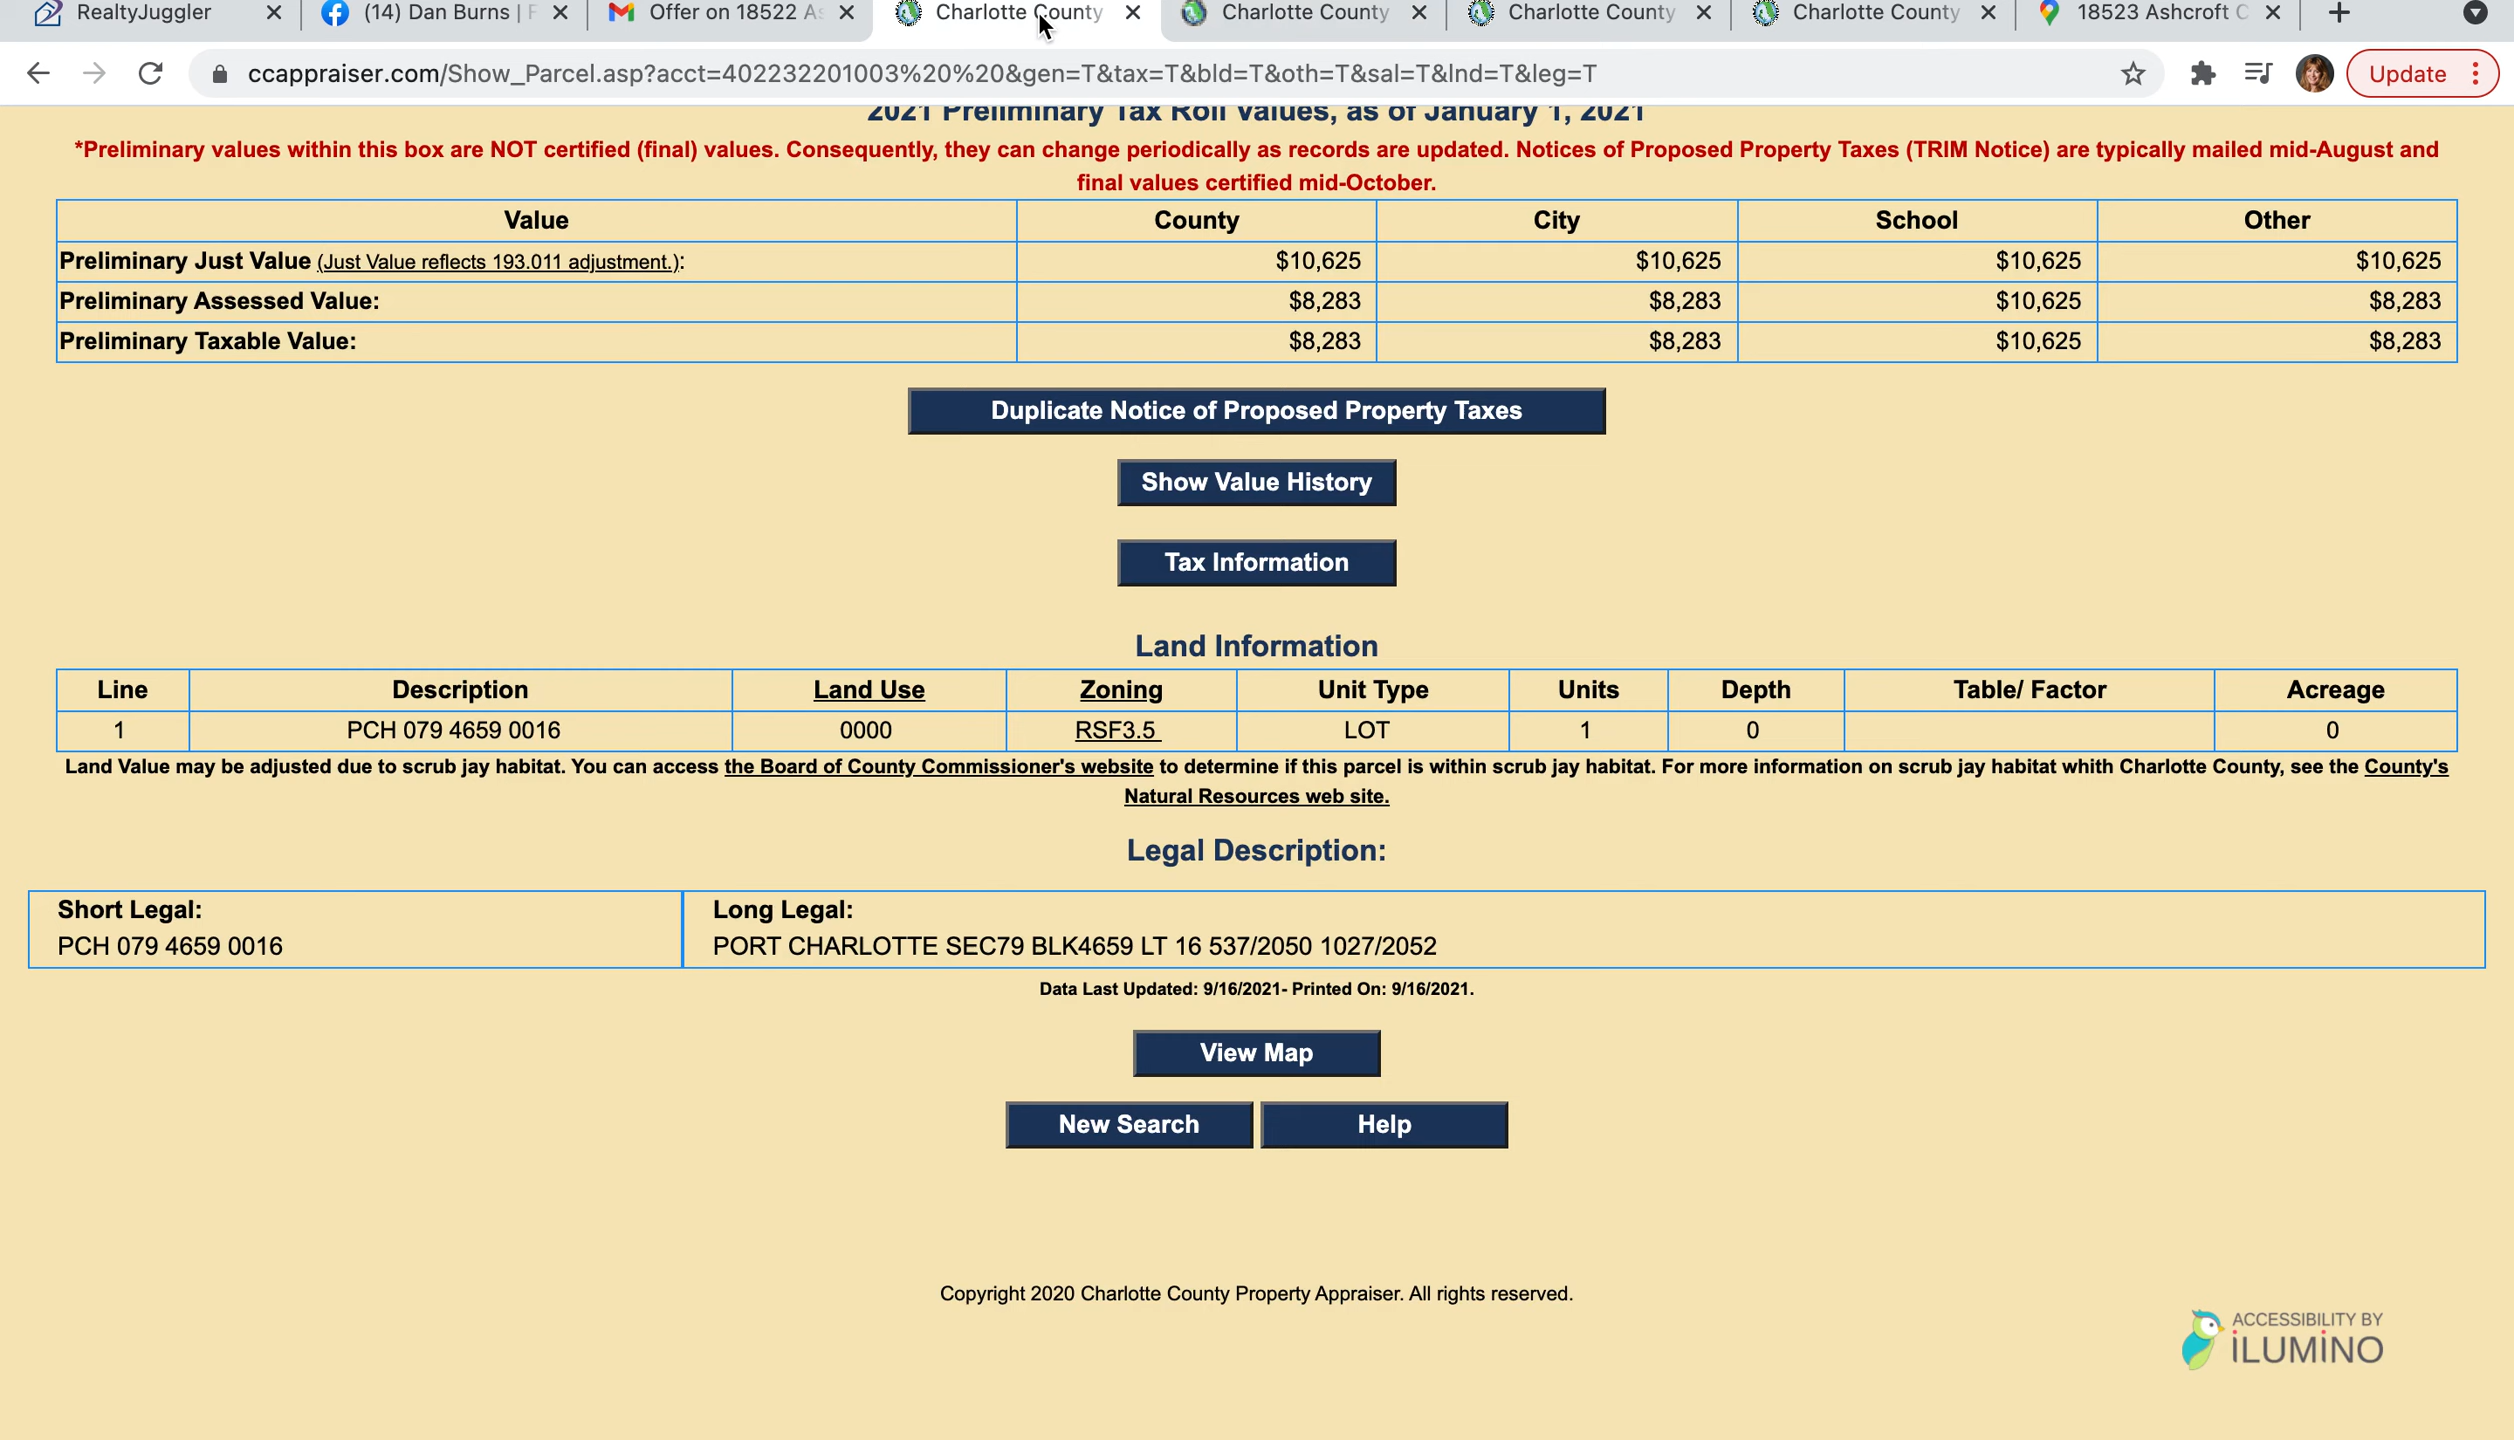 RealtyJuggler
(14) Dan Burns |
Offer on 18522 As
Charlotte County
Charlotte County
Charlotte County
Charlotte County
18523 Ashcroft C
ccappraiser.com/Show_Parcel.asp?acct=402232201003%20%20&gen=T&tax=T&bld=T&oth=T&sal=T&lnd=T&leg=T
Update
2021 Preliminary Tax Roll Values, as of January 1, 2021
*Preliminary values within this box are NOT certified (final) values. Consequently, they can change periodically as records are updated. Notices of Proposed Property Taxes (TRIM Notice) are typically mailed mid-August and
final values certified mid-October.
Value County City School Other
Preliminary Just Value (Just Value reflects 193.011 adjustment.): $10,625 $10,625 $10,625 $10,625
Preliminary Assessed Value: $8,283 $8,283 $10,625 $8,283
Preliminary Taxable Value: $8,283 $8,283 $10,625 $8,283
Duplicate Notice of Proposed Property Taxes
Show Value History
Tax Information
Land Information
Line Description Land Use Zoning Unit Type Units Depth Table/ Factor Acreage
1 PCH 079 4659 0016 0000 RSF3.5 LOT 1 0 0
Land Value may be adjusted due to scrub jay habitat. You can access the Board of County Commissioner's website to determine if this parcel is within scrub jay habitat. For more information on scrub jay habitat whith Charlotte County, see the County's
Natural Resources web site.
Legal Description:
Short Legal: Long Legal:
PCH 079 4659 0016 PORT CHARLOTTE SEC79 BLK4659 LT 16 537/2050 1027/2052
Data Last Updated: 9/16/2021- Printed On: 9/16/2021.
View Map
New Search Help
Copyright 2020 Charlotte County Property Appraiser. All rights reserved.
ACCESSIBILITY BY
iLUMiNO